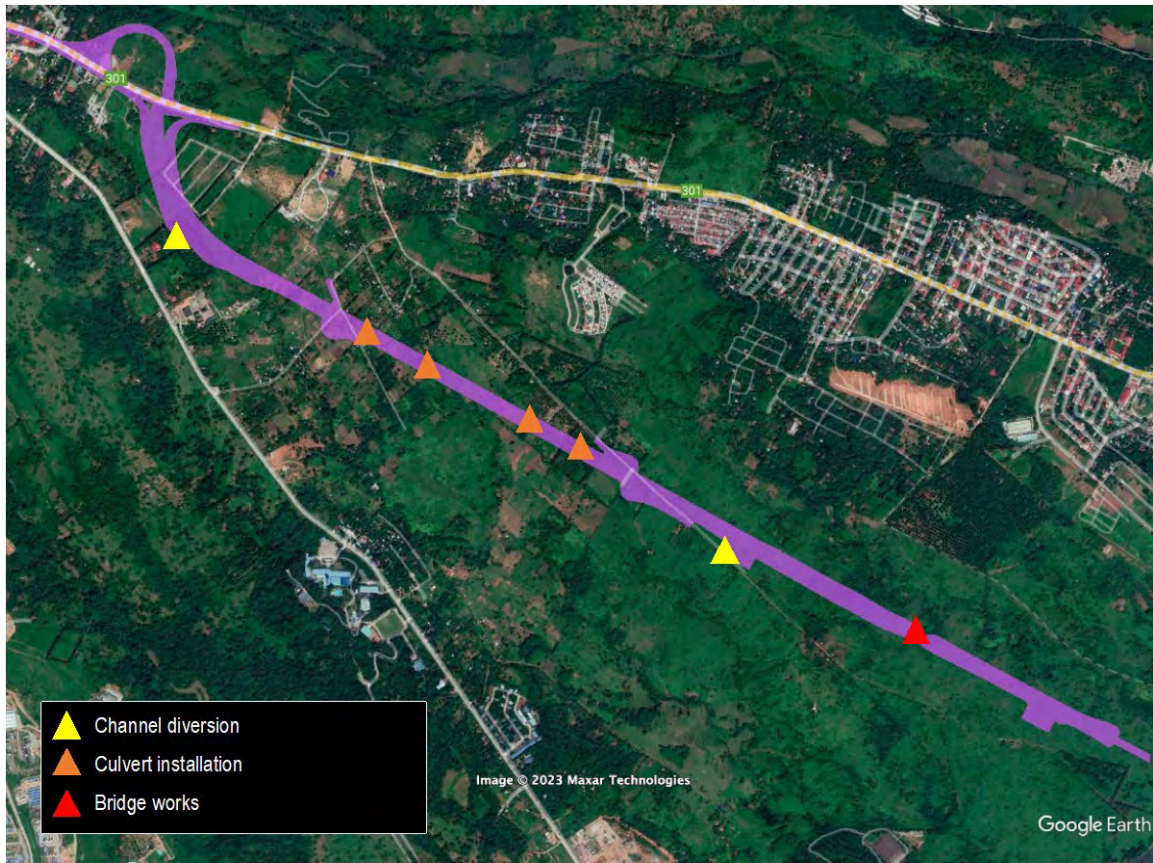 301
301
Channel diversion
Culvert installation
Bridge works
Image © 2023 Maxar Technologies
Google Earth